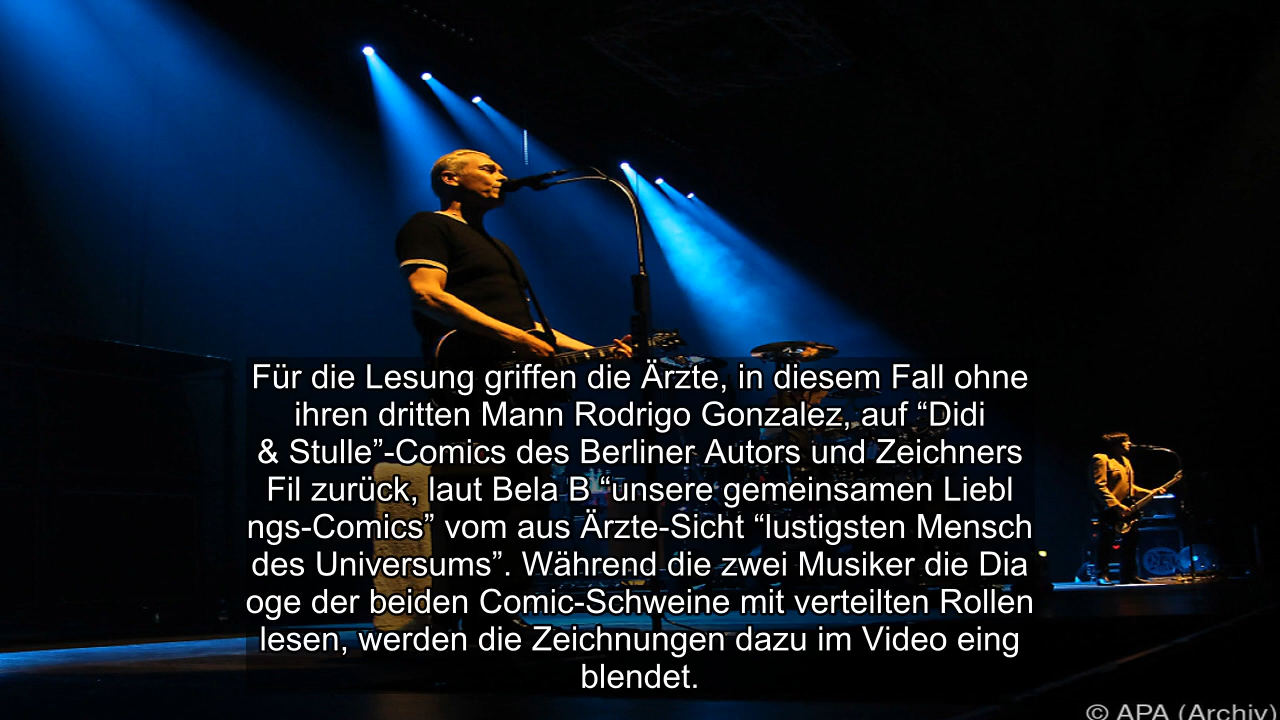 Für die Lesung griffen die Ärzte, in diesem Fall ohne
ihren dritten Mann Rodrigo Gonzalez, auf “Didi
& Stulle”-Comics des Berliner Autors und Zeichners
Fil zurück, laut Bela B “unsere gemeinsamen Liebl
ngs-Comics” vom aus Ärzte-Sicht “lustigsten Mensch
des Universums”. Während die zwei Musiker die Dia
oge der beiden Comic-Schweine mit verteilten Rollen
lesen, werden die Zeichnungen dazu im Video eing
blendet.
© APA (Archiv)